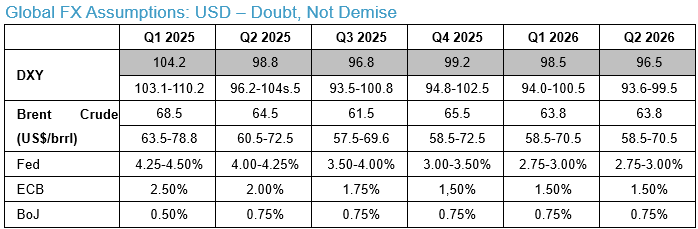 Global FX Assumptions: USD – Doubt, Not Demise
Q1 2025 Q2 2025 Q3 2025 Q4 2025 Q1 2026 Q2 2026
DXY 104.2 98.8 96.8 99.2 98.5 96.5
103.1-110.2 96.2-104s.5 93.5-100.8 94.8-102.5 94.0-100.5 93.6-99.5
Brent Crude 68.5 64.5 61.5 65.5 63.8 63.8
(US$/brrl) 63.5-78.8 60.5-72.5 57.5-69.6 58.5-72.5 58.5-70.5 58.5-70.5
Fed 4.25-4.50% 4.00-4.25% 3.50-4.00% 3.00-3.50% 2.75-3.00% 2.75-3.00%
ECB 2.50% 2.00% 1.75% 1,50% 1.50% 1.50%
BoJ 0.50% 0.75% 0.75% 0.75% 0.75% 0.75%